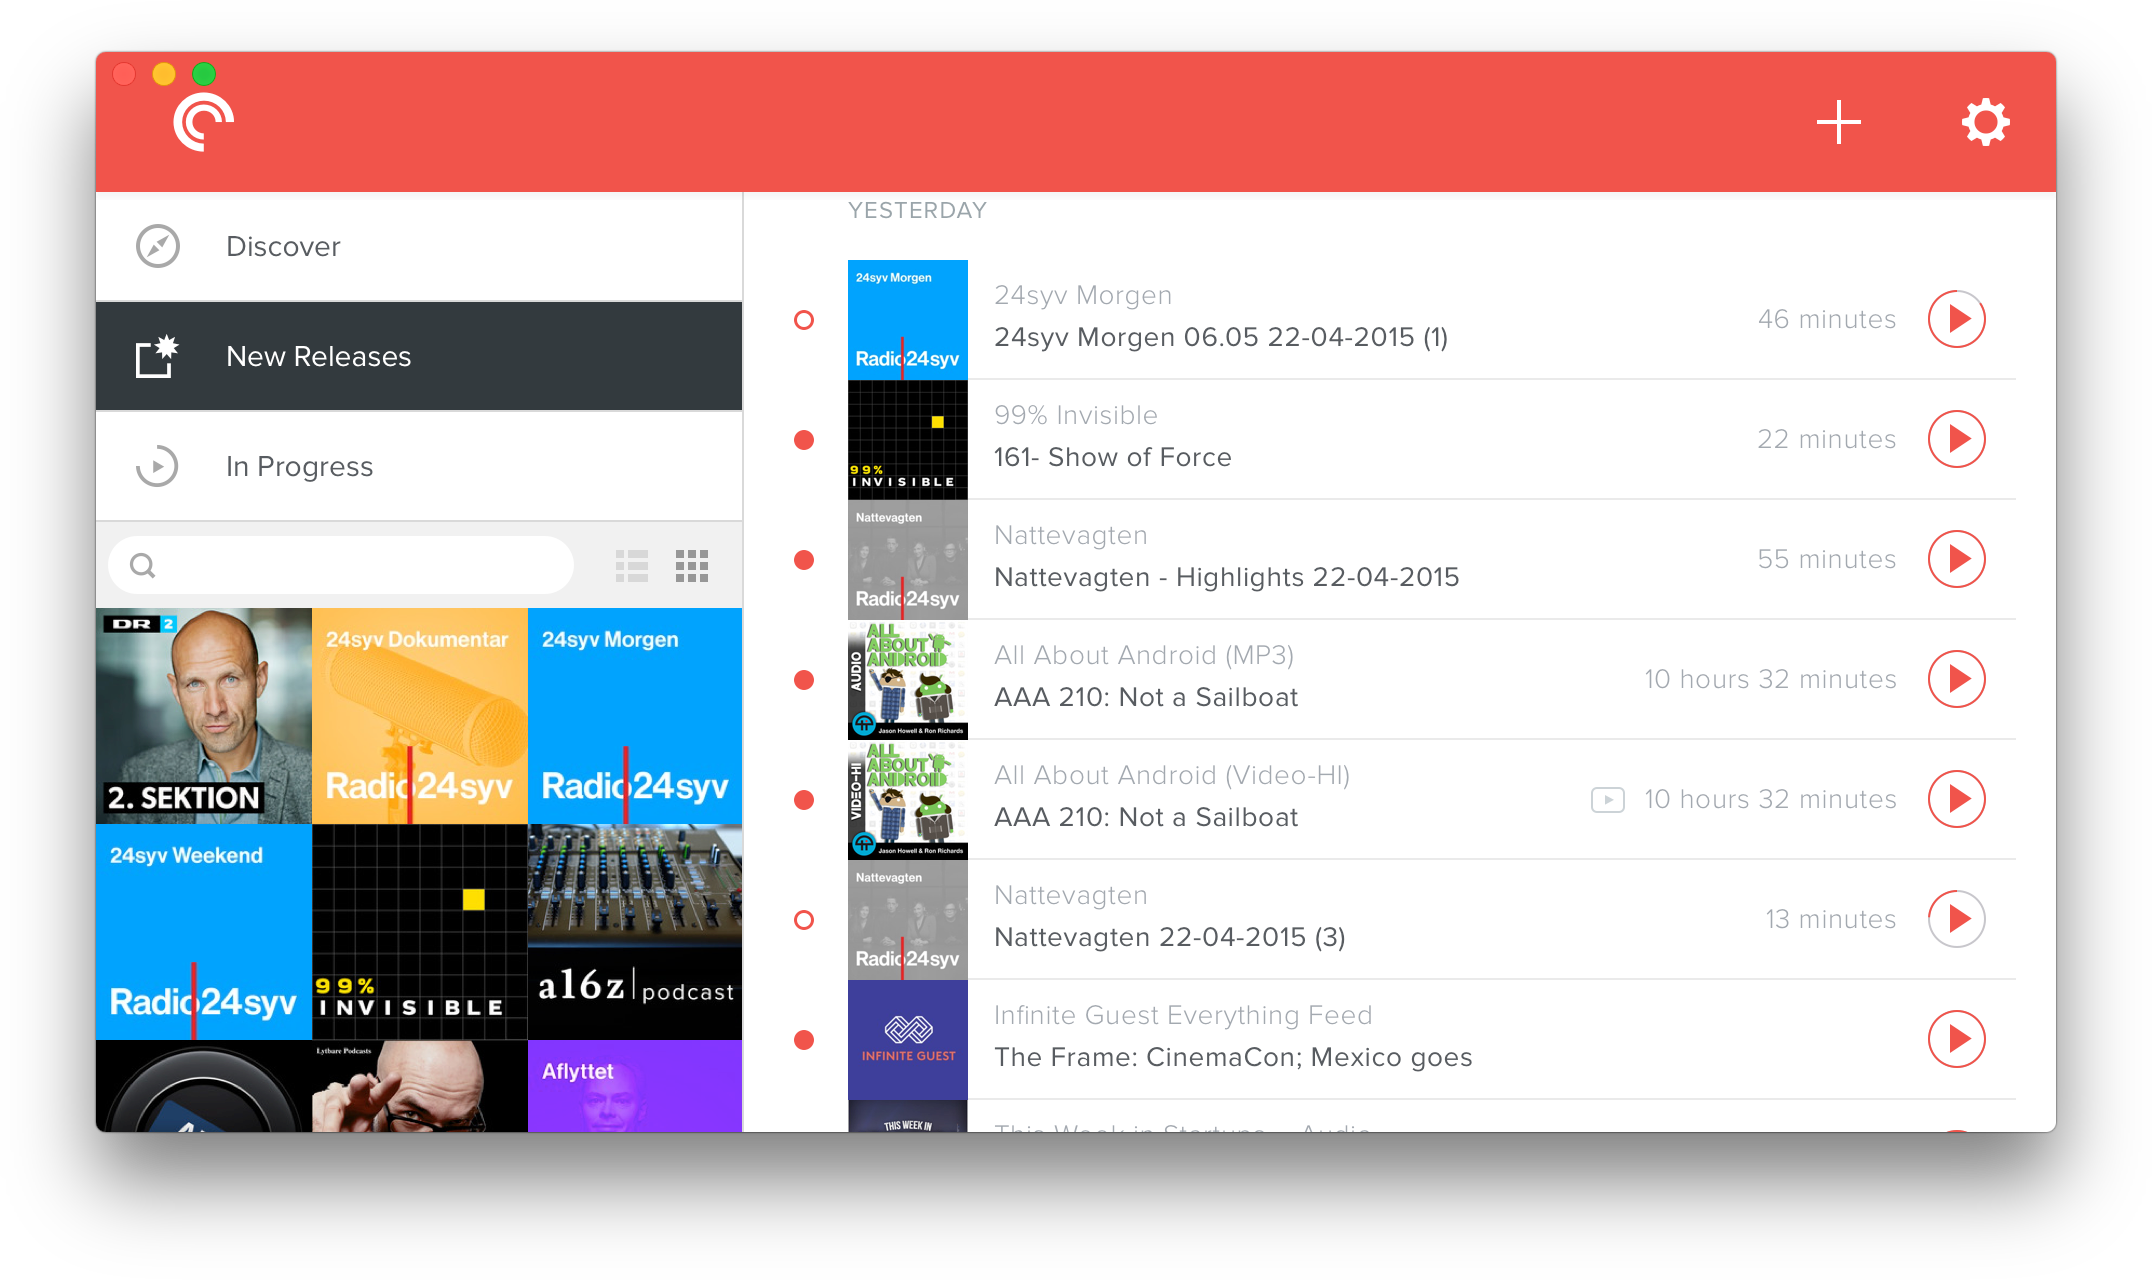 Discover
New Releases
In Progress
DR 2
2. SEKTION
24syv Dokumentar
Radio24syv
24syv Morgen
Radio24syv
24syv Weekend
Radio24syv
99%
INVISIBLE
a16z podcast
Lytbare Podcasts
Aflyttet
YESTERDAY
24syv Morgen
Radio24syv
24syv Morgen
24syv Morgen 06.05 22-04-2015 (1)
46 minutes
99%
INVISIBLE
99% Invisible
161- Show of Force
22 minutes
Nattevagten
Radio24syv
Nattevagten
Nattevagten - Highlights 22-04-2015
55 minutes
ALL
ABOUT
ANDROID
AUDIO
Jason Howell & Ron Richards
All About Android (MP3)
AAA 210: Not a Sailboat
10 hours 32 minutes
ALL
ABOUT
ANDROID
VIDEO-HI
Jason Howell & Ron Richards
All About Android (Video-HI)
AAA 210: Not a Sailboat
10 hours 32 minutes
Nattevagten
Radio24syv
Nattevagten
Nattevagten 22-04-2015 (3)
13 minutes
INFINITE GUEST
Infinite Guest Everything Feed
The Frame: CinemaCon; Mexico goes
THIS WEEK IN
This Week in Startups - Audio